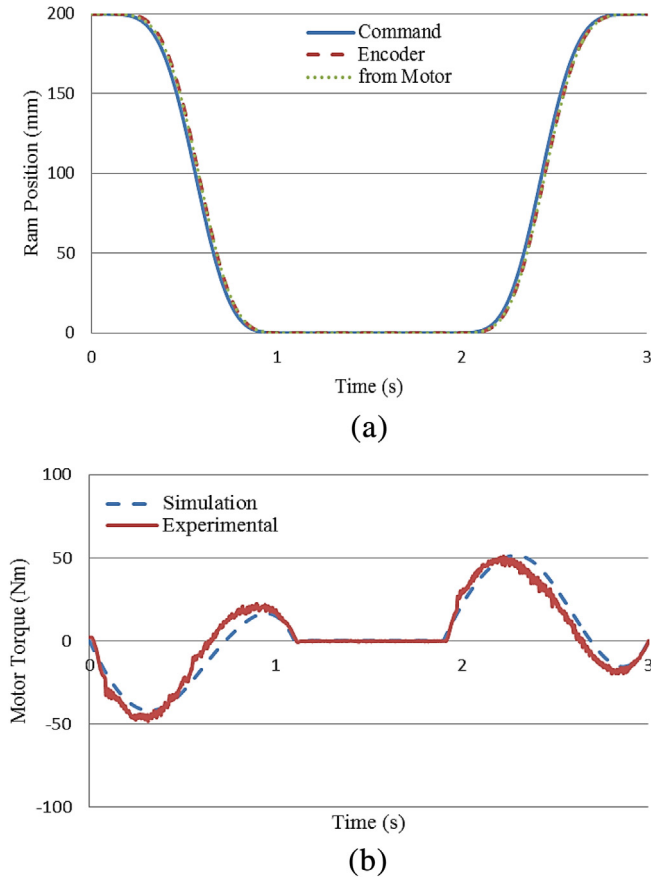 200
150
100
50
0
Ram Position (mm)
Command
Encoder
from Motor
0
1
2
3
Time (s)
(a)
100
50
0
-50
-100
Motor Torque (Nm)
Simulation
Experimental
0
1
2
3
Time (s)
(b)